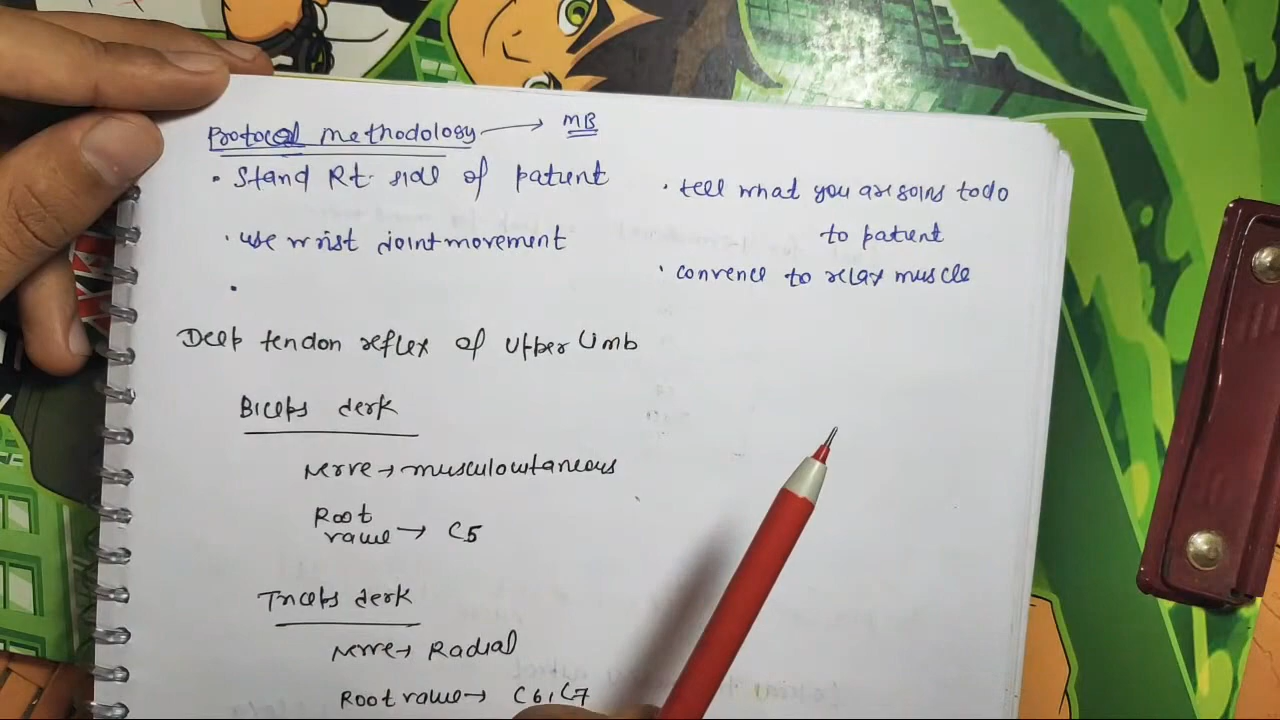 Protocol methodology → MB
• Stand Rt. side of patient
• use wrist joint movement
•
• tell what you are going to do
to patient
• convence to relax muscle
Deep tendon reflex of Upper limb
Biceps Jerk
Nerve → musculocutaneous
Root
value → C5
Triceps Jerk
Nerve → Radial
Root value → C6, C7